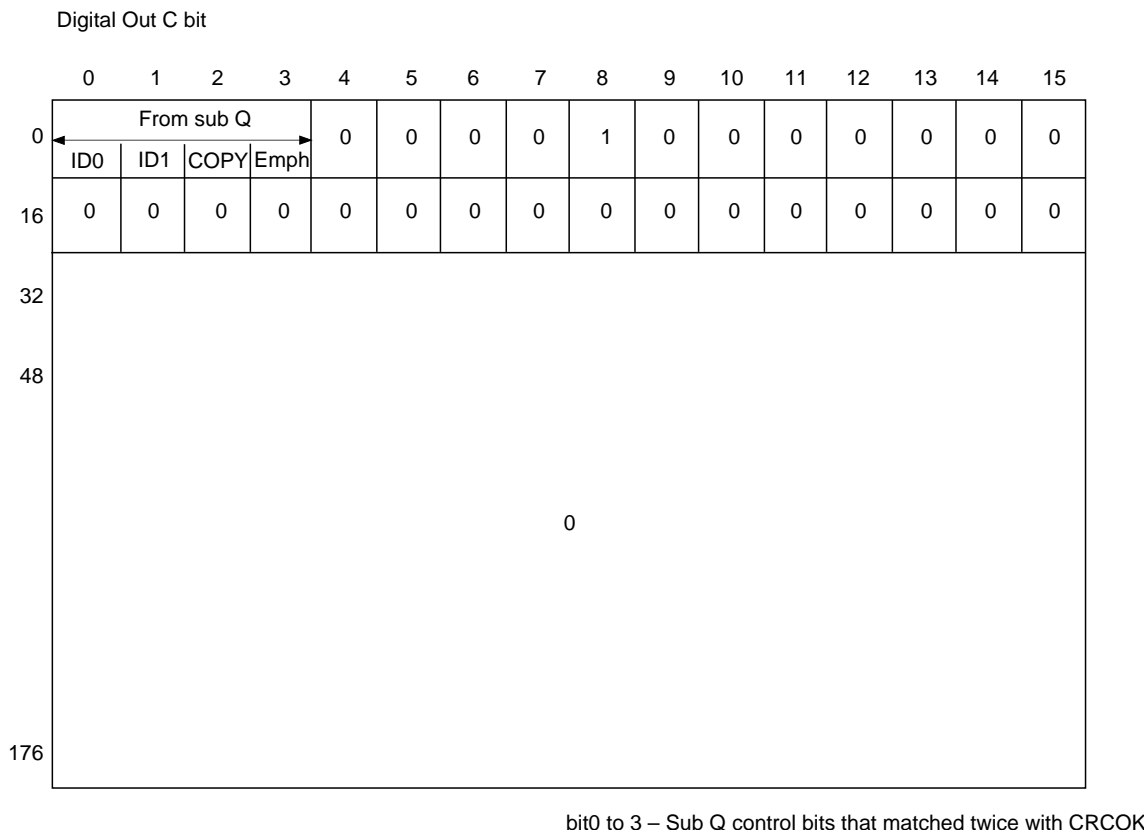 Digital Out C bit
0 1 2 3 4 5 6 7 8 9 10 11 12 13 14 15
From sub Q
0 0 0 0 0 1 0 0 0 0 0 0 0
ID0 ID1 COPY Emph
16 0 0 0 0 0 0 0 0 0 0 0 0 0 0 0 0
32
48
0
176
bit0 to 3 – Sub Q control bits that matched twice with CRCOK